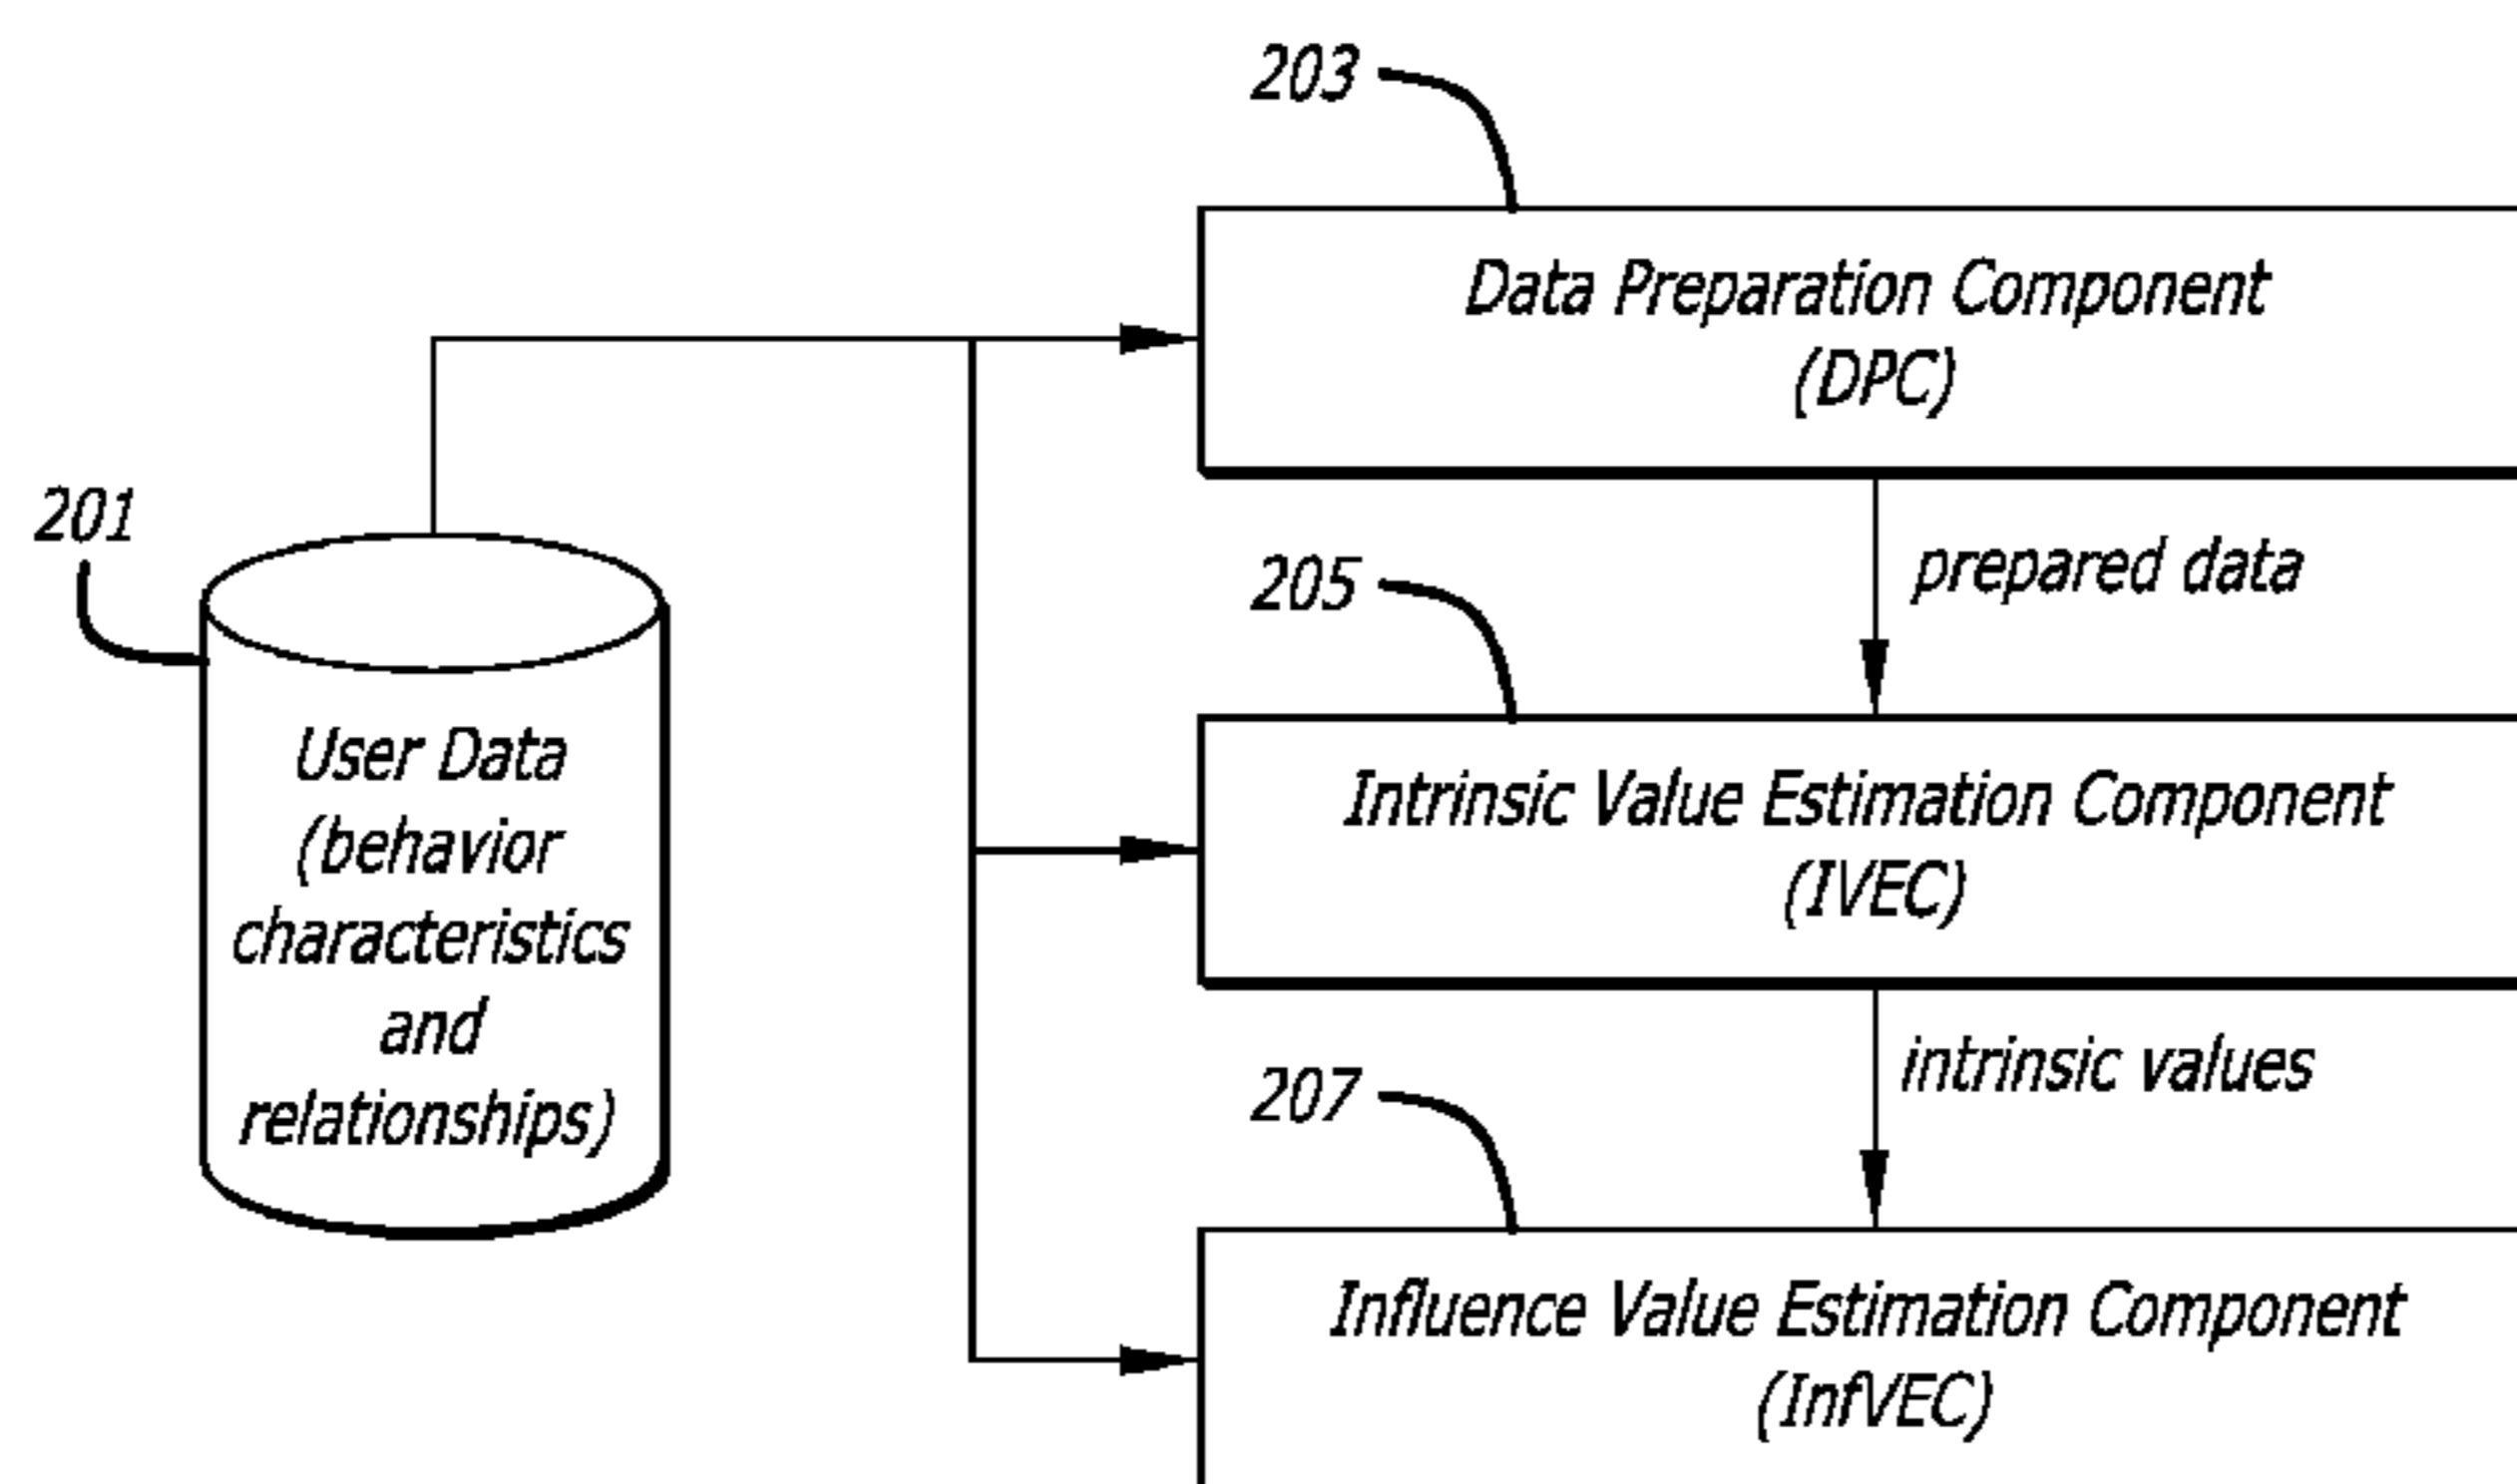 203
Data Preparation Component
(DPC)
201
prepared data
205
User Data
(behavior
characteristics
and
relationships)
Intrinsic Value Estimation Component
(IVEC)
intrinsic values
207
Influence Value Estimation Component
(InfVEC)